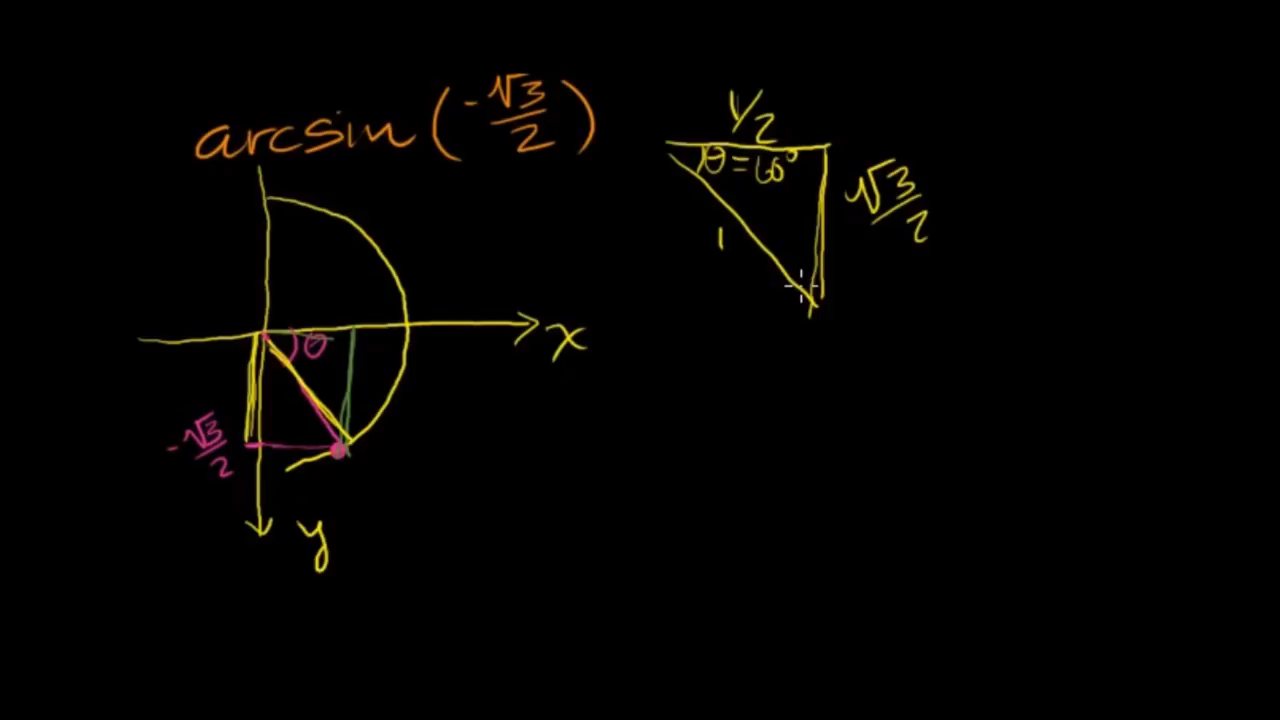 arcsin (-√3/2)
1/2
θ = 60°
√3/2
1
θ
x
-√3/2
y